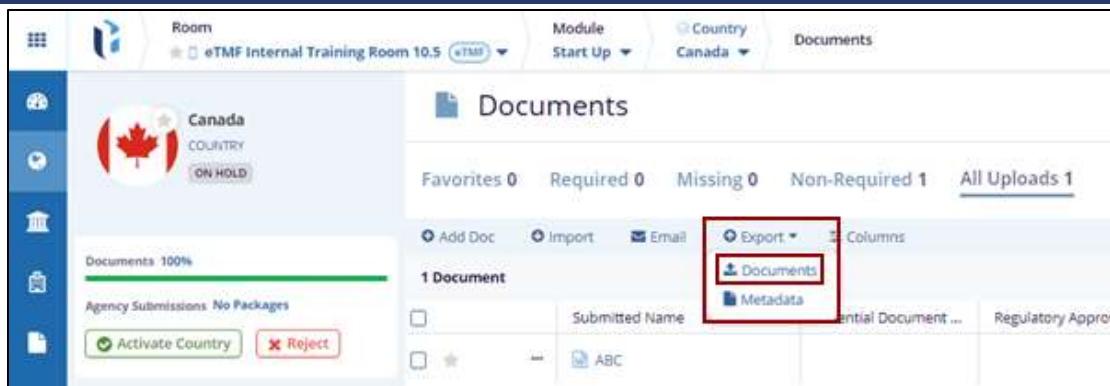 Room
eTMF Internal Training Room 10.5 eTMF
Module
Start Up
Country
Canada
Documents
Canada
COUNTRY
ON HOLD
Documents 100%
Agency Submissions No Packages
Activate Country
Reject
Documents
Favorites 0
Required 0
Missing 0
Non-Required 1
All Uploads 1
Add Doc
Import
Email
Export
Columns
Documents
Metadata
1 Document
Submitted Name
ential Document ...
Regulatory Appro
ABC